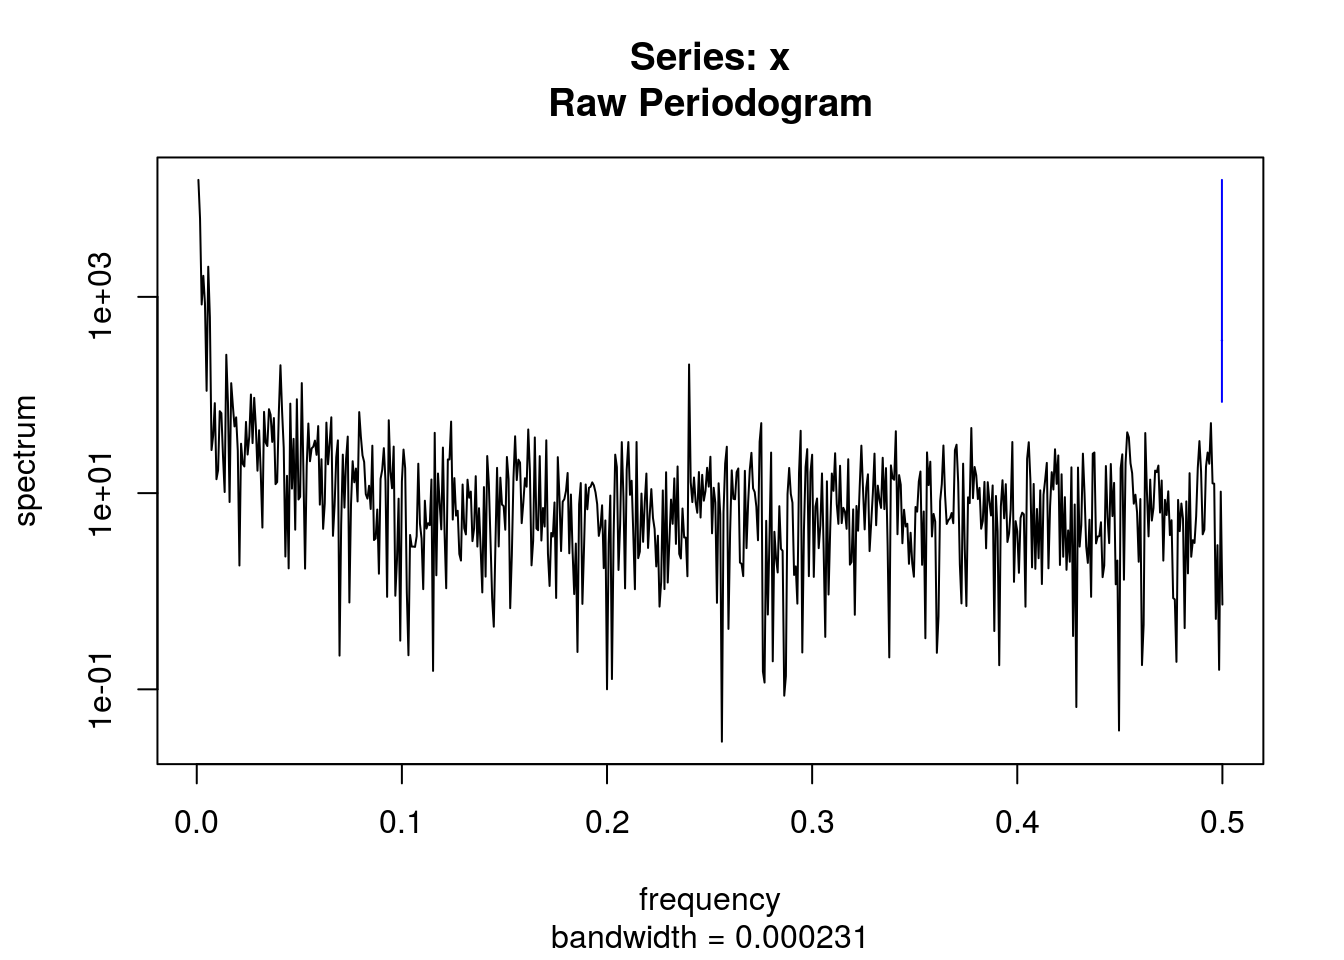 Series: x
Raw Periodogram
spectrum
1e+03
1e+01
1e-01
0.0 0.1 0.2 0.3 0.4 0.5
frequency
bandwidth = 0.000231